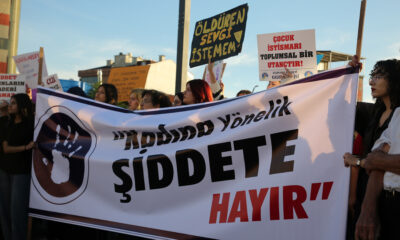 ÖLDÜREN
SEVGİ
İSTEMEM
ÇOCUK
İSTİSMARI
TOPLUMSAL BİR
UTANÇTIR
"Kadına Yönelik
ŞİDDETE
HAYIR"